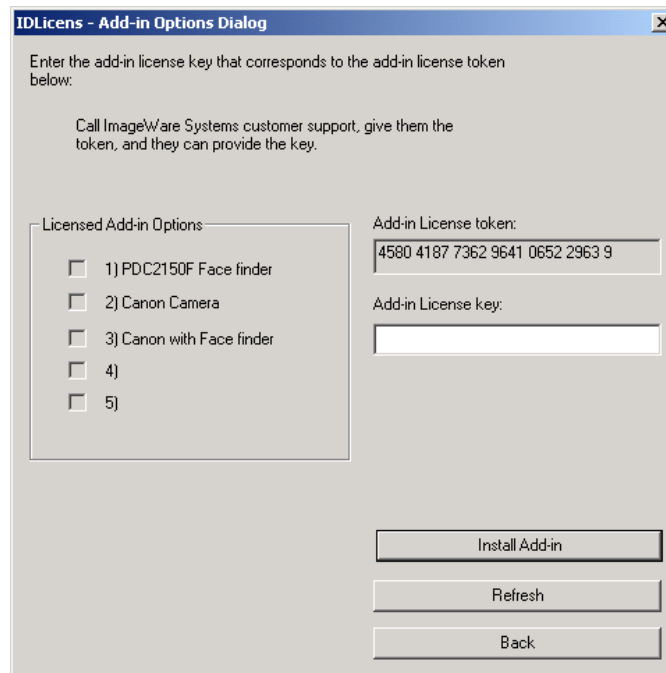 IDLicens - Add-in Options Dialog
Enter the add-in license key that corresponds to the add-in license token
below:
Call ImageWare Systems customer support, give them the
token, and they can provide the key.
Licensed Add-in Options
1) PDC2150F Face finder
2) Canon Camera
3) Canon with Face finder
4)
5)
Add-in License token:
4580 4187 7362 9641 0652 2963 9
Add-in License key:
Install Add-in
Refresh
Back